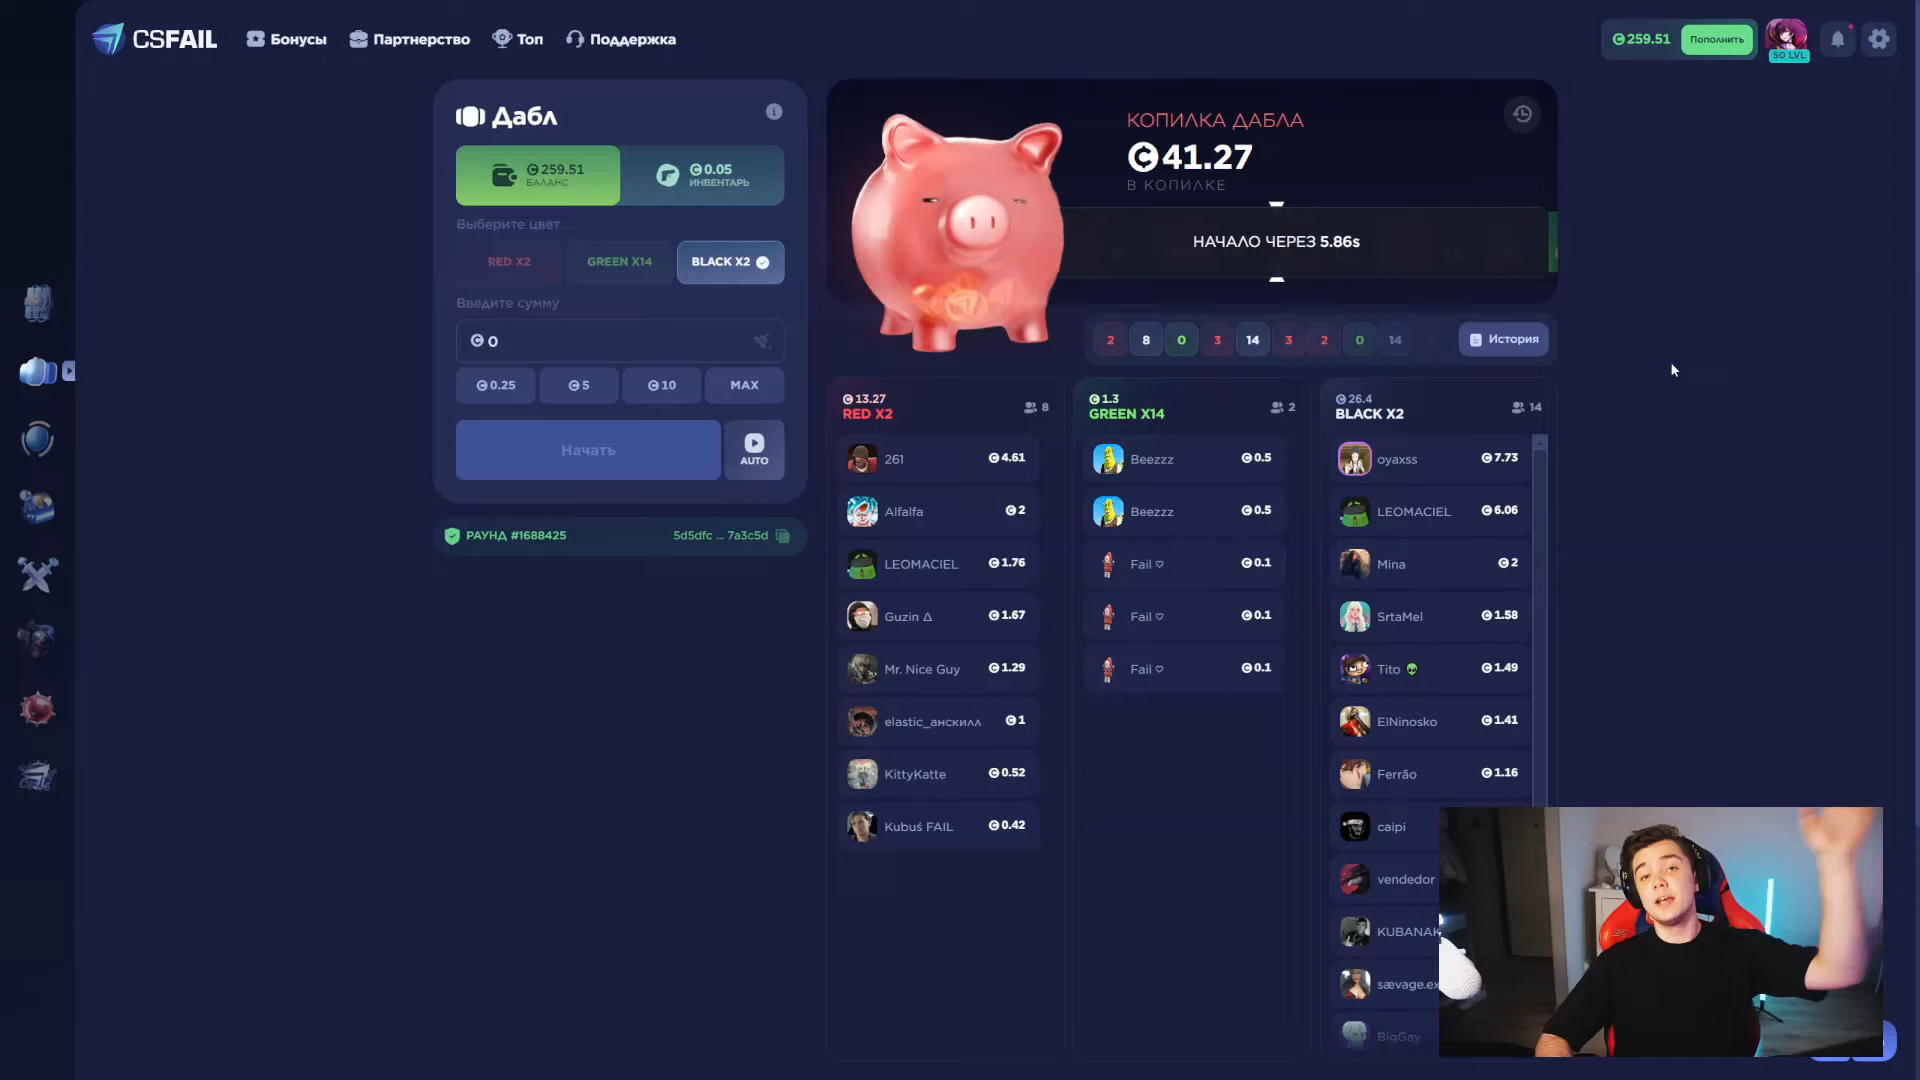 CSFAIL
Бонусы
Партнерство
Топ
Поддержка
259.51
Пополнить
50 LVL
Дабл
259.51
БАЛАНС
0.05
ИНВЕНТАРЬ
Выберите цвет
RED X2
GREEN X14
BLACK X2
Введите сумму
0
0.25
5
10
MAX
Начать
AUTO
РАУНД #1688425
5d5dfc ... 7a3c5d
КОПИЛКА ДАБЛА
41.27
В КОПИЛКЕ
НАЧАЛО ЧЕРЕЗ 5.86s
2
8
0
3
14
3
2
0
14
История
13.27
RED X2
8
261
4.61
Alfalfa
2
LEOMACIEL
1.76
Guzin Δ
1.67
Mr. Nice Guy
1.29
elastic_анскилл
1
KittyKatte
0.52
Kubuś FAIL
0.42
1.3
GREEN X14
2
Beezzz
0.5
Beezzz
0.5
Fail ♡
0.1
Fail ♡
0.1
Fail ♡
0.1
26.4
BLACK X2
14
oyaxss
7.73
LEOMACIEL
6.06
Mina
2
SrtaMel
1.58
Tito 👽
1.49
ElNinosko
1.41
Ferrão
1.16
caipi
vendedor
KUBANAK
sævage.ex
BigGay